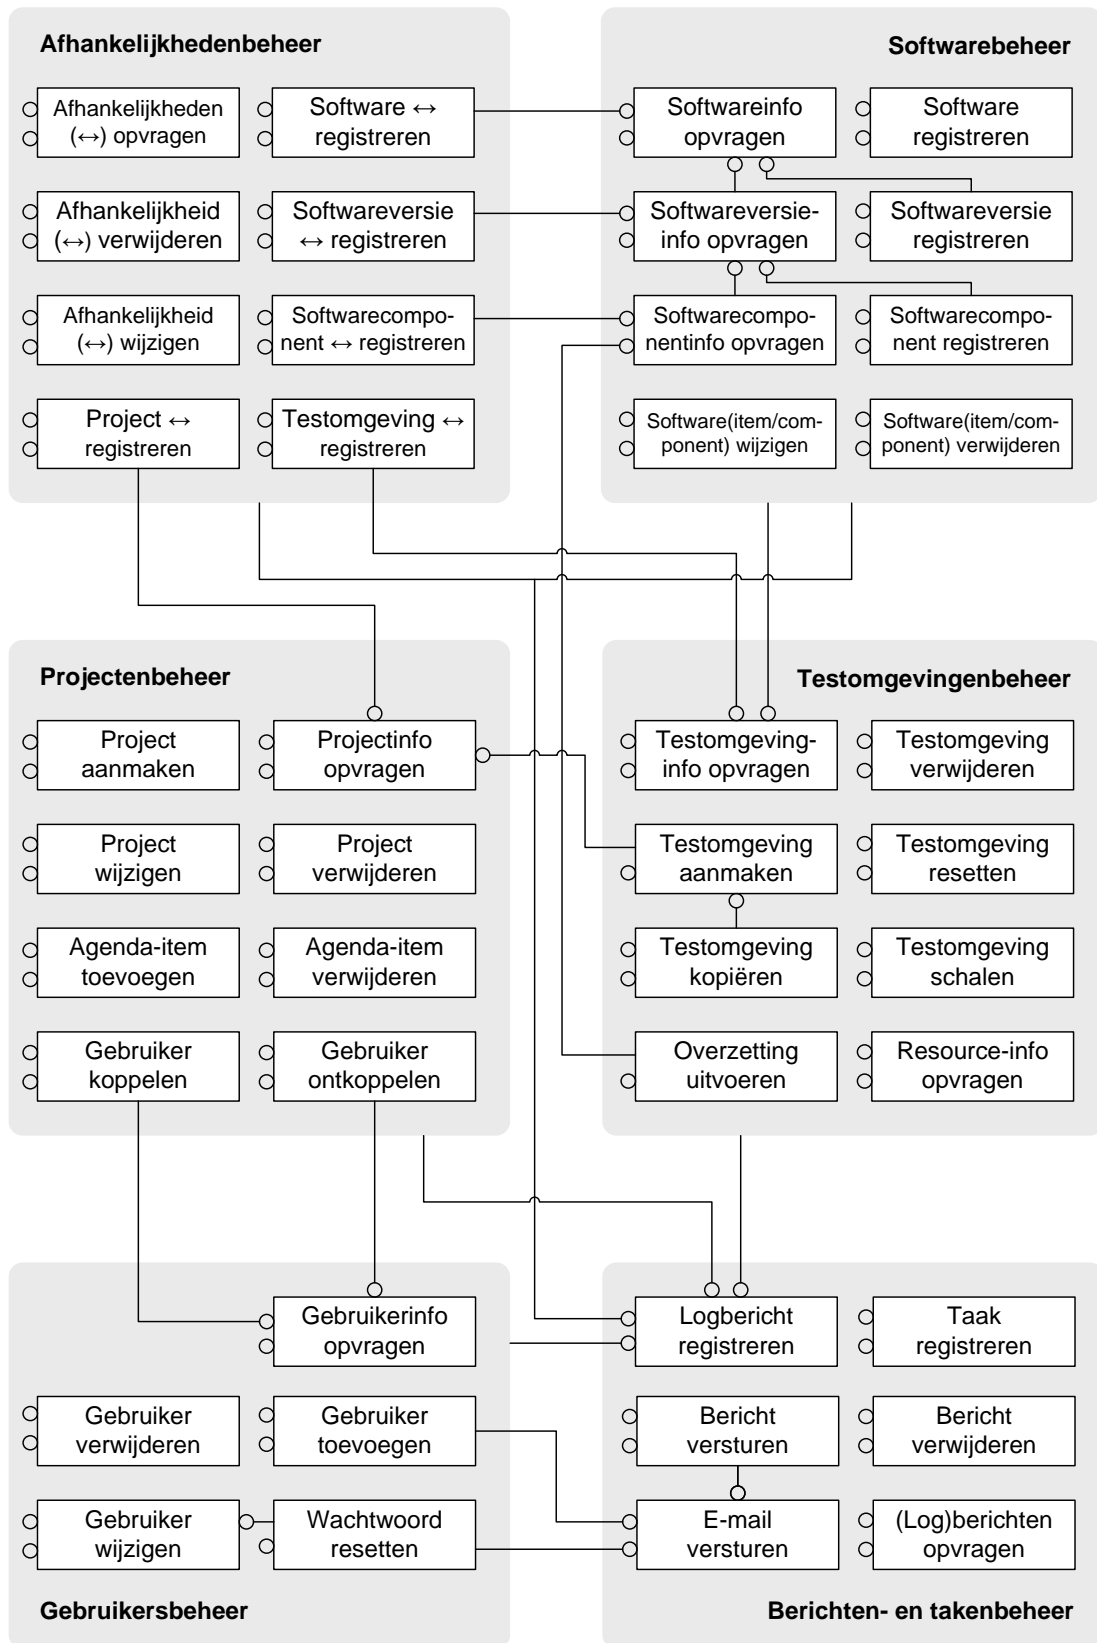 Afhankelijkhedenbeheer
Afhankelijkheden
(↔) opvragen
Software ↔
registreren
Afhankelijkheid
(↔) verwijderen
Softwareversie
↔ registreren
Afhankelijkheid
(↔) wijzigen
Softwarecompo-
nent ↔ registreren
Project ↔
registreren
Testomgeving ↔
registreren
Softwarebeheer
Softwareinfo
opvragen
Software
registreren
Softwareversie-
info opvragen
Softwareversie
registreren
Softwarecompo-
nentinfo opvragen
Softwarecompo-
nent registreren
Software(item/com-
ponent) wijzigen
Software(item/com-
ponent) verwijderen
Projectenbeheer
Project
aanmaken
Projectinfo
opvragen
Project
wijzigen
Project
verwijderen
Agenda-item
toevoegen
Agenda-item
verwijderen
Gebruiker
koppelen
Gebruiker
ontkoppelen
Testomgevingenbeheer
Testomgeving-
info opvragen
Testomgeving
verwijderen
Testomgeving
aanmaken
Testomgeving
resetten
Testomgeving
kopiëren
Testomgeving
schalen
Overzetting
uitvoeren
Resource-info
opvragen
Gebruikerinfo
opvragen
Gebruiker
verwijderen
Gebruiker
toevoegen
Gebruiker
wijzigen
Wachtwoord
resetten
Gebruikersbeheer
Logbericht
registreren
Taak
registreren
Bericht
versturen
Bericht
verwijderen
E-mail
versturen
(Log)berichten
opvragen
Berichten- en takenbeheer